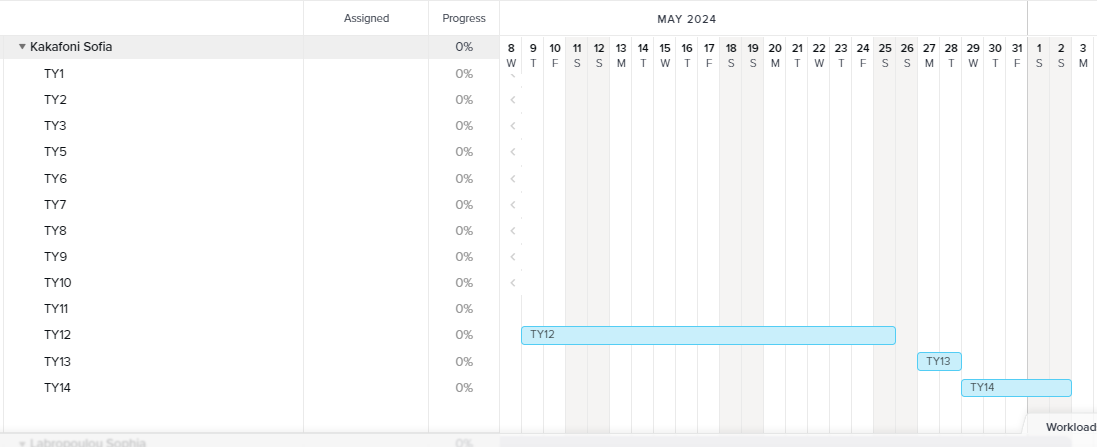 Assigned Progress MAY 2024
Kakafoni Sofia 0% 8 9 10 11 12 13 14 15 16 17 18 19 20 21 22 23 24 25 26 27 28 29 30 31 1 2 3
W T F S S M T W T F S S M T W T F S S M T W T F S S M
TY1 0%
TY2 0%
TY3 0%
TY5 0%
TY6 0%
TY7 0%
TY8 0%
TY9 0%
TY10 0%
TY11 0%
TY12 0% TY12
TY13 0% TY13
TY14 0% TY14
Workload
Labropoulou Sophia 0%